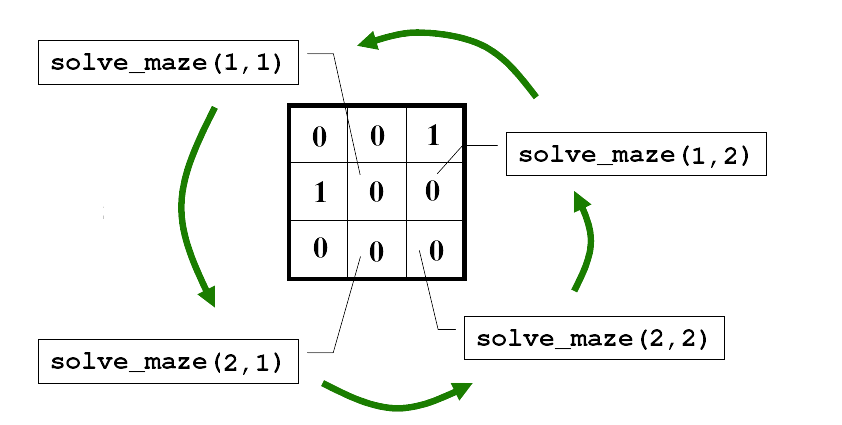 solve_maze(1,1)
0 0 1
solve_maze(1,2)
1 0 0
0 0 0
solve_maze(2,2)
solve_maze(2,1)